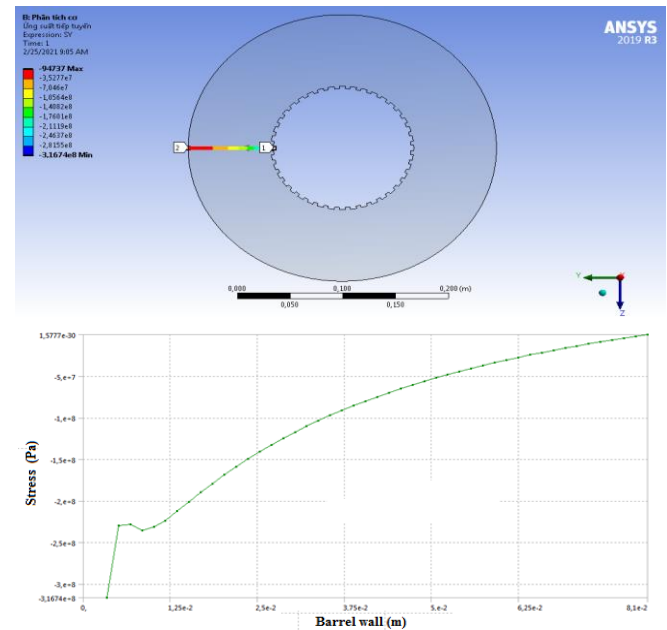 B: Phân tích cơ
Ứng suất tiếp tuyến
Expression: SY
Time: 1
2/25/2021 9:05 AM
-94737 Max
-3,5277e7
-7,046e7
-1,0564e8
-1,4082e8
-1,7601e8
-2,1119e8
-2,4637e8
-2,8155e8
-3,1674e8 Min
ANSYS
2019 R3
2
1
0,000
0,100
0,200 (m)
0,050
0,150
Y
X
Z
1,5777e-30
-5,e+7
-1,e+8
-1,5e+8
-2,e+8
-2,5e+8
-3,e+8
-3,1674e+8
Stress (Pa)
0,
1,25e-2
2,5e-2
3,75e-2
5,e-2
6,25e-2
8,1e-2
Barrel wall (m)